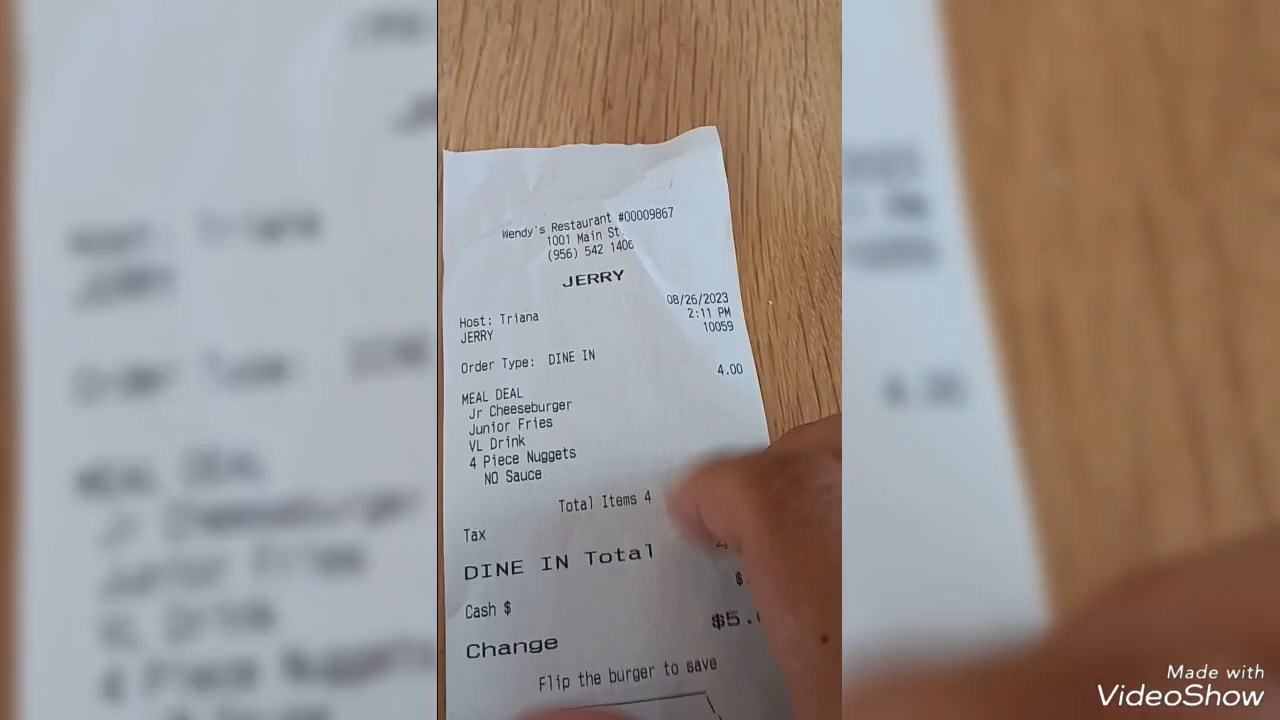 Wendy's Restaurant #00009867
1001 Main St
(956) 542 1406
JERRY
08/26/2023
Host: Triana 2:11 PM
JERRY 10059
Order Type: DINE IN
4.00
MEAL DEAL
Jr Cheeseburger
Junior Fries
VL Drink
4 Piece Nuggets
NO Sauce
Total Items 4
Tax
DINE IN Total
Cash $
Change $5.
Flip the burger to save
Made with
VideoShow